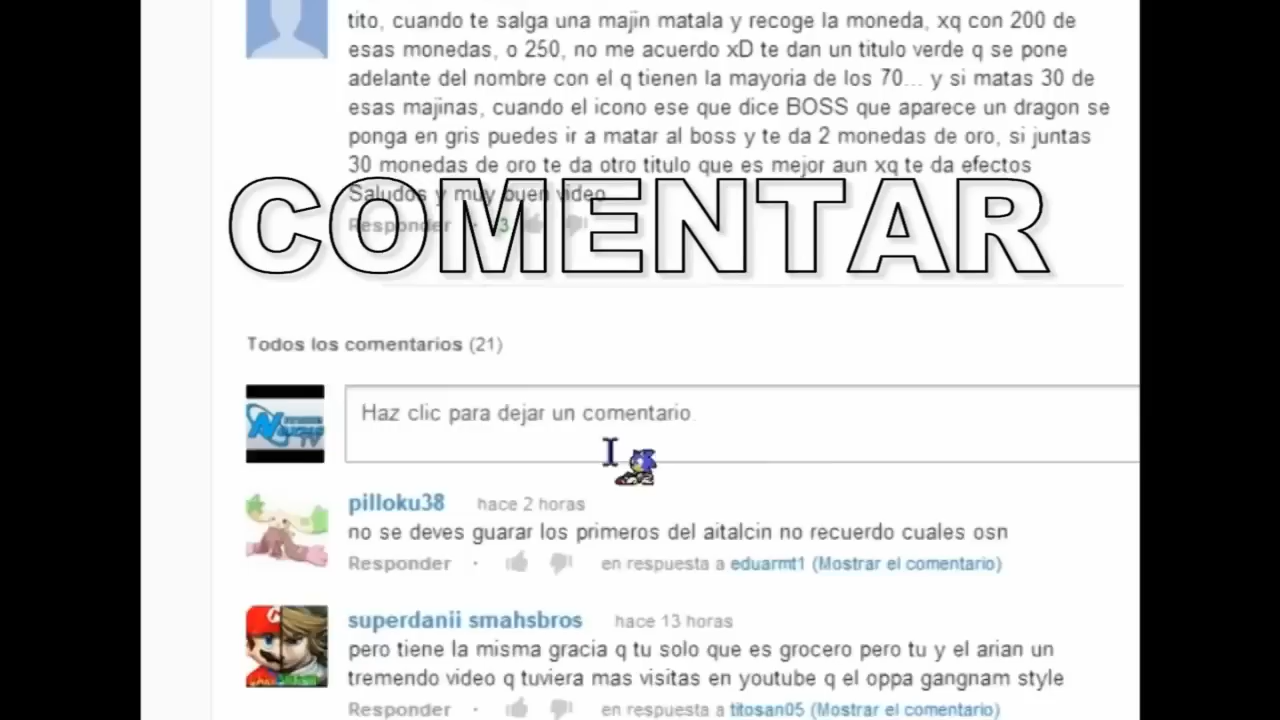 tito, cuando te salga una majin matala y recoge la moneda, xq con 200 de
esas monedas, o 250, no me acuerdo xD te dan un titulo verde q se pone
adelante del nombre con el q tienen la mayoria de los 70... y si matas 30 de
esas majinas, cuando el icono ese que dice BOSS que aparece un dragon se
ponga en gris puedes ir a matar al boss y te da 2 monedas de oro, si juntas
30 monedas de oro te da otro titulo que es mejor aun xq te da efectos
Saludos y muy buen video
COMENTAR
Responder · 3
Todos los comentarios (21)
Haz clic para dejar un comentario.
pilloku38 hace 2 horas
no se deves guarar los primeros del aitalcin no recuerdo cuales osn
Responder · en respuesta a eduarmt1 (Mostrar el comentario)
superdanii smahsbros hace 13 horas
pero tiene la misma gracia q tu solo que es grocero pero tu y el arian un
tremendo video q tuviera mas visitas en youtube q el oppa gangnam style
Responder · en respuesta a titosan05 (Mostrar el comentario)